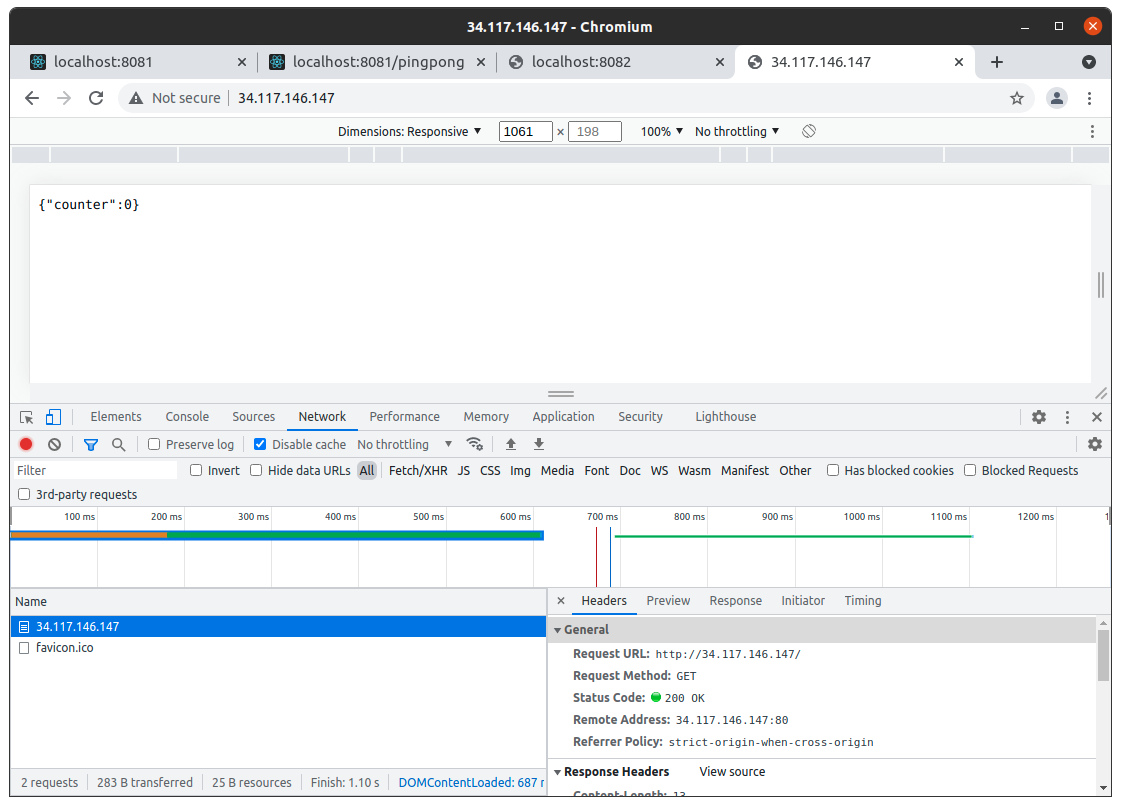 34.117.146.147 - Chromium
localhost:8081 localhost:8081/pingpong localhost:8082 34.117.146.147
Not secure 34.117.146.147
Dimensions: Responsive 1061 × 198 100% No throttling
{"counter":0}
Elements Console Sources Network Performance Memory Application Security Lighthouse
Preserve log Disable cache No throttling
Filter Invert Hide data URLs All Fetch/XHR JS CSS Img Media Font Doc WS Wasm Manifest Other Has blocked cookies Blocked Requests
3rd-party requests
100 ms 200 ms 300 ms 400 ms 500 ms 600 ms 700 ms 800 ms 900 ms 1000 ms 1100 ms 1200 ms 1
Name Headers Preview Response Initiator Timing
34.117.146.147
favicon.ico
General
Request URL: http://34.117.146.147/
Request Method: GET
Status Code: 200 OK
Remote Address: 34.117.146.147:80
Referrer Policy: strict-origin-when-cross-origin
Response Headers View source
Content-Length: 13
2 requests 283 B transferred 25 B resources Finish: 1.10 s DOMContentLoaded: 687